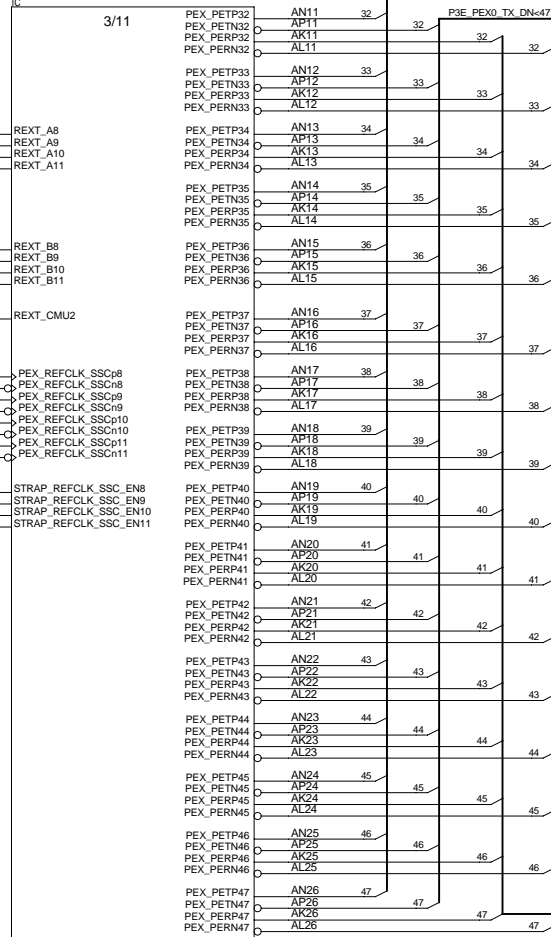 IC
3/11
P3E_PEX0_TX_DN<47
PEX_PETP32 AN11 32
PEX_PETN32 AP11 32
PEX_PERP32 AK11 32
PEX_PERN32 AL11 32
PEX_PETP33 AN12 33
PEX_PETN33 AP12 33
PEX_PERP33 AK12 33
PEX_PERN33 AL12 33
REXT_A8 PEX_PETP34 AN13 34
REXT_A9 PEX_PETN34 AP13 34
REXT_A10 PEX_PERP34 AK13 34
REXT_A11 PEX_PERN34 AL13 34
PEX_PETP35 AN14 35
PEX_PETN35 AP14 35
PEX_PERP35 AK14 35
PEX_PERN35 AL14 35
REXT_B8 PEX_PETP36 AN15 36
REXT_B9 PEX_PETN36 AP15 36
REXT_B10 PEX_PERP36 AK15 36
REXT_B11 PEX_PERN36 AL15 36
REXT_CMU2 PEX_PETP37 AN16 37
PEX_PETN37 AP16 37
PEX_PERP37 AK16 37
PEX_PERN37 AL16 37
PEX_REFCLK_SSCp8 PEX_PETP38 AN17 38
PEX_REFCLK_SSCn8 PEX_PETN38 AP17 38
PEX_REFCLK_SSCp9 PEX_PERP38 AK17 38
PEX_REFCLK_SSCn9 PEX_PERN38 AL17 38
PEX_REFCLK_SSCp10
PEX_REFCLK_SSCn10 PEX_PETP39 AN18 39
PEX_REFCLK_SSCp11 PEX_PETN39 AP18 39
PEX_REFCLK_SSCn11 PEX_PERP39 AK18 39
PEX_PERN39 AL18 39
STRAP_REFCLK_SSC_EN8 PEX_PETP40 AN19 40
STRAP_REFCLK_SSC_EN9 PEX_PETN40 AP19 40
STRAP_REFCLK_SSC_EN10 PEX_PERP40 AK19 40
STRAP_REFCLK_SSC_EN11 PEX_PERN40 AL19 40
PEX_PETP41 AN20 41
PEX_PETN41 AP20 41
PEX_PERP41 AK20 41
PEX_PERN41 AL20 41
PEX_PETP42 AN21 42
PEX_PETN42 AP21 42
PEX_PERP42 AK21 42
PEX_PERN42 AL21 42
PEX_PETP43 AN22 43
PEX_PETN43 AP22 43
PEX_PERP43 AK22 43
PEX_PERN43 AL22 43
PEX_PETP44 AN23 44
PEX_PETN44 AP23 44
PEX_PERP44 AK23 44
PEX_PERN44 AL23 44
PEX_PETP45 AN24 45
PEX_PETN45 AP24 45
PEX_PERP45 AK24 45
PEX_PERN45 AL24 45
PEX_PETP46 AN25 46
PEX_PETN46 AP25 46
PEX_PERP46 AK25 46
PEX_PERN46 AL25 46
PEX_PETP47 AN26 47
PEX_PETN47 AP26 47
PEX_PERP47 AK26 47
PEX_PERN47 AL26 47